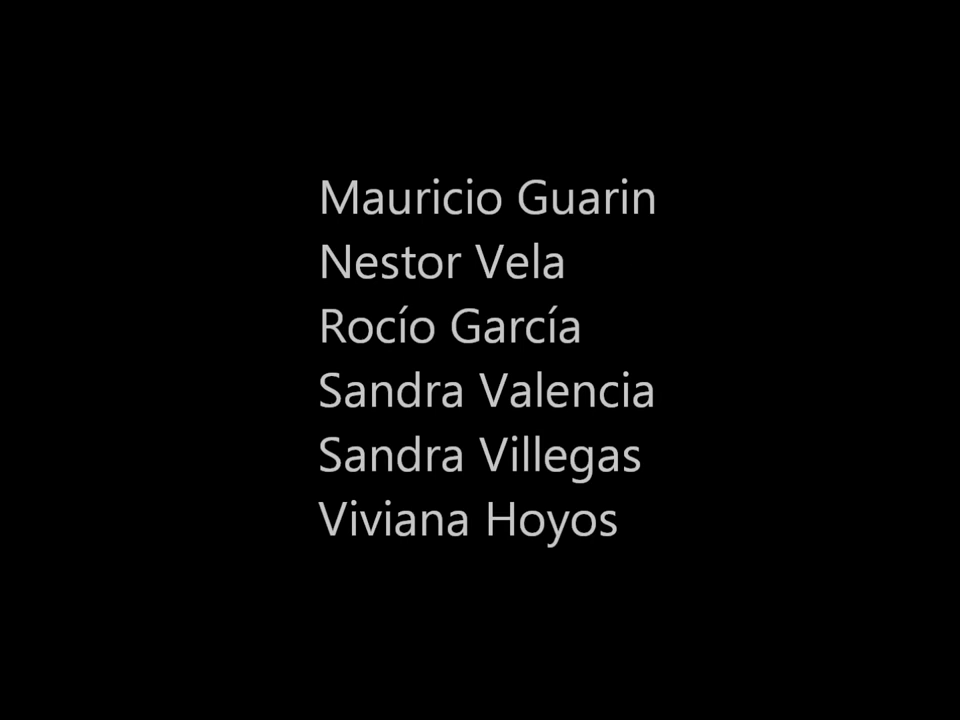 Mauricio Guarin
Nestor Vela
Rocío García
Sandra Valencia
Sandra Villegas
Viviana Hoyos